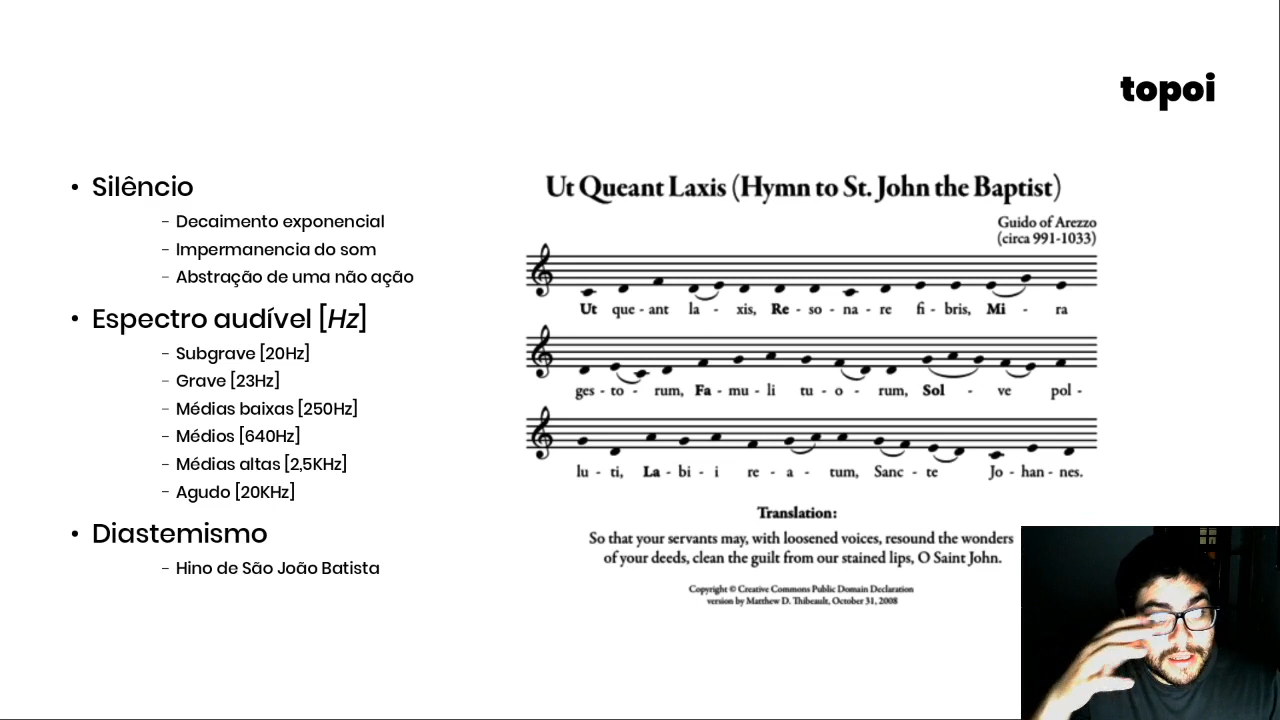 topoi
• Silêncio
– Decaimento exponencial
– Impermanencia do som
– Abstração de uma não ação
• Espectro audível [Hz]
– Subgrave [20Hz]
– Grave [23Hz]
– Médias baixas [250Hz]
– Médios [640Hz]
– Médias altas [2,5KHz]
– Agudo [20KHz]
• Diastemismo
– Hino de São João Batista
Ut Queant Laxis (Hymn to St. John the Baptist)
Guido of Arezzo
(circa 991-1033)
Ut que - ant la - xis, Re - so - na - re fi - bris, Mi - ra
ges - to - rum, Fa - mu - li tu - o - rum, Sol - ve pol -
lu - ti, La - bi - i re - a - tum, Sanc - te Jo - han - nes.
Translation:
So that your servants may, with loosened voices, resound the wonders
of your deeds, clean the guilt from our stained lips, O Saint John.
Copyright © Creative Commons Public Domain Declaration
version by Matthew D. Thibeault, October 31, 2008